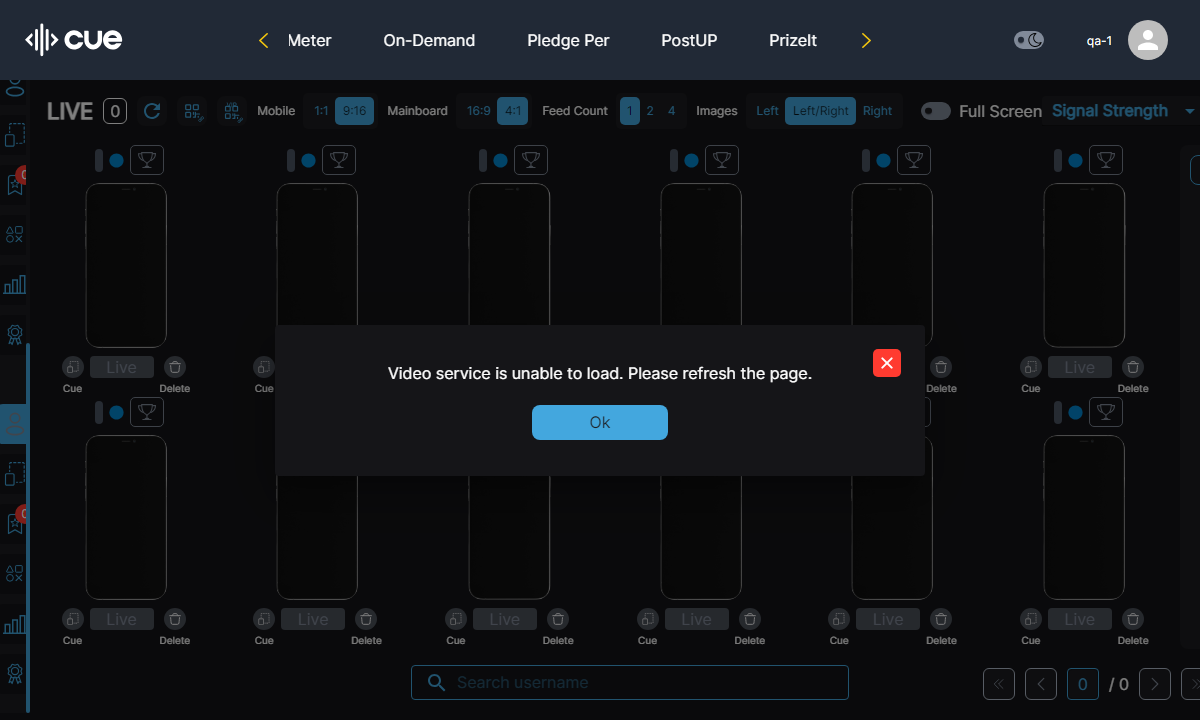 cue
Meter On-Demand Pledge Per PostUP PrizeIt
qa-1
LIVE 0 Mobile 1:1 9:16 Mainboard 16:9 4:1 Feed Count 1 2 4 Images Left Left/Right Right Full Screen Signal Strength
Video service is unable to load. Please refresh the page.
Ok
Live Live
Cue Delete Cue Delete Cue Delete
Live Live Live Live Live Live
Cue Delete Cue Delete Cue Delete Cue Delete Cue Delete Cue Delete
Search username
0 / 0